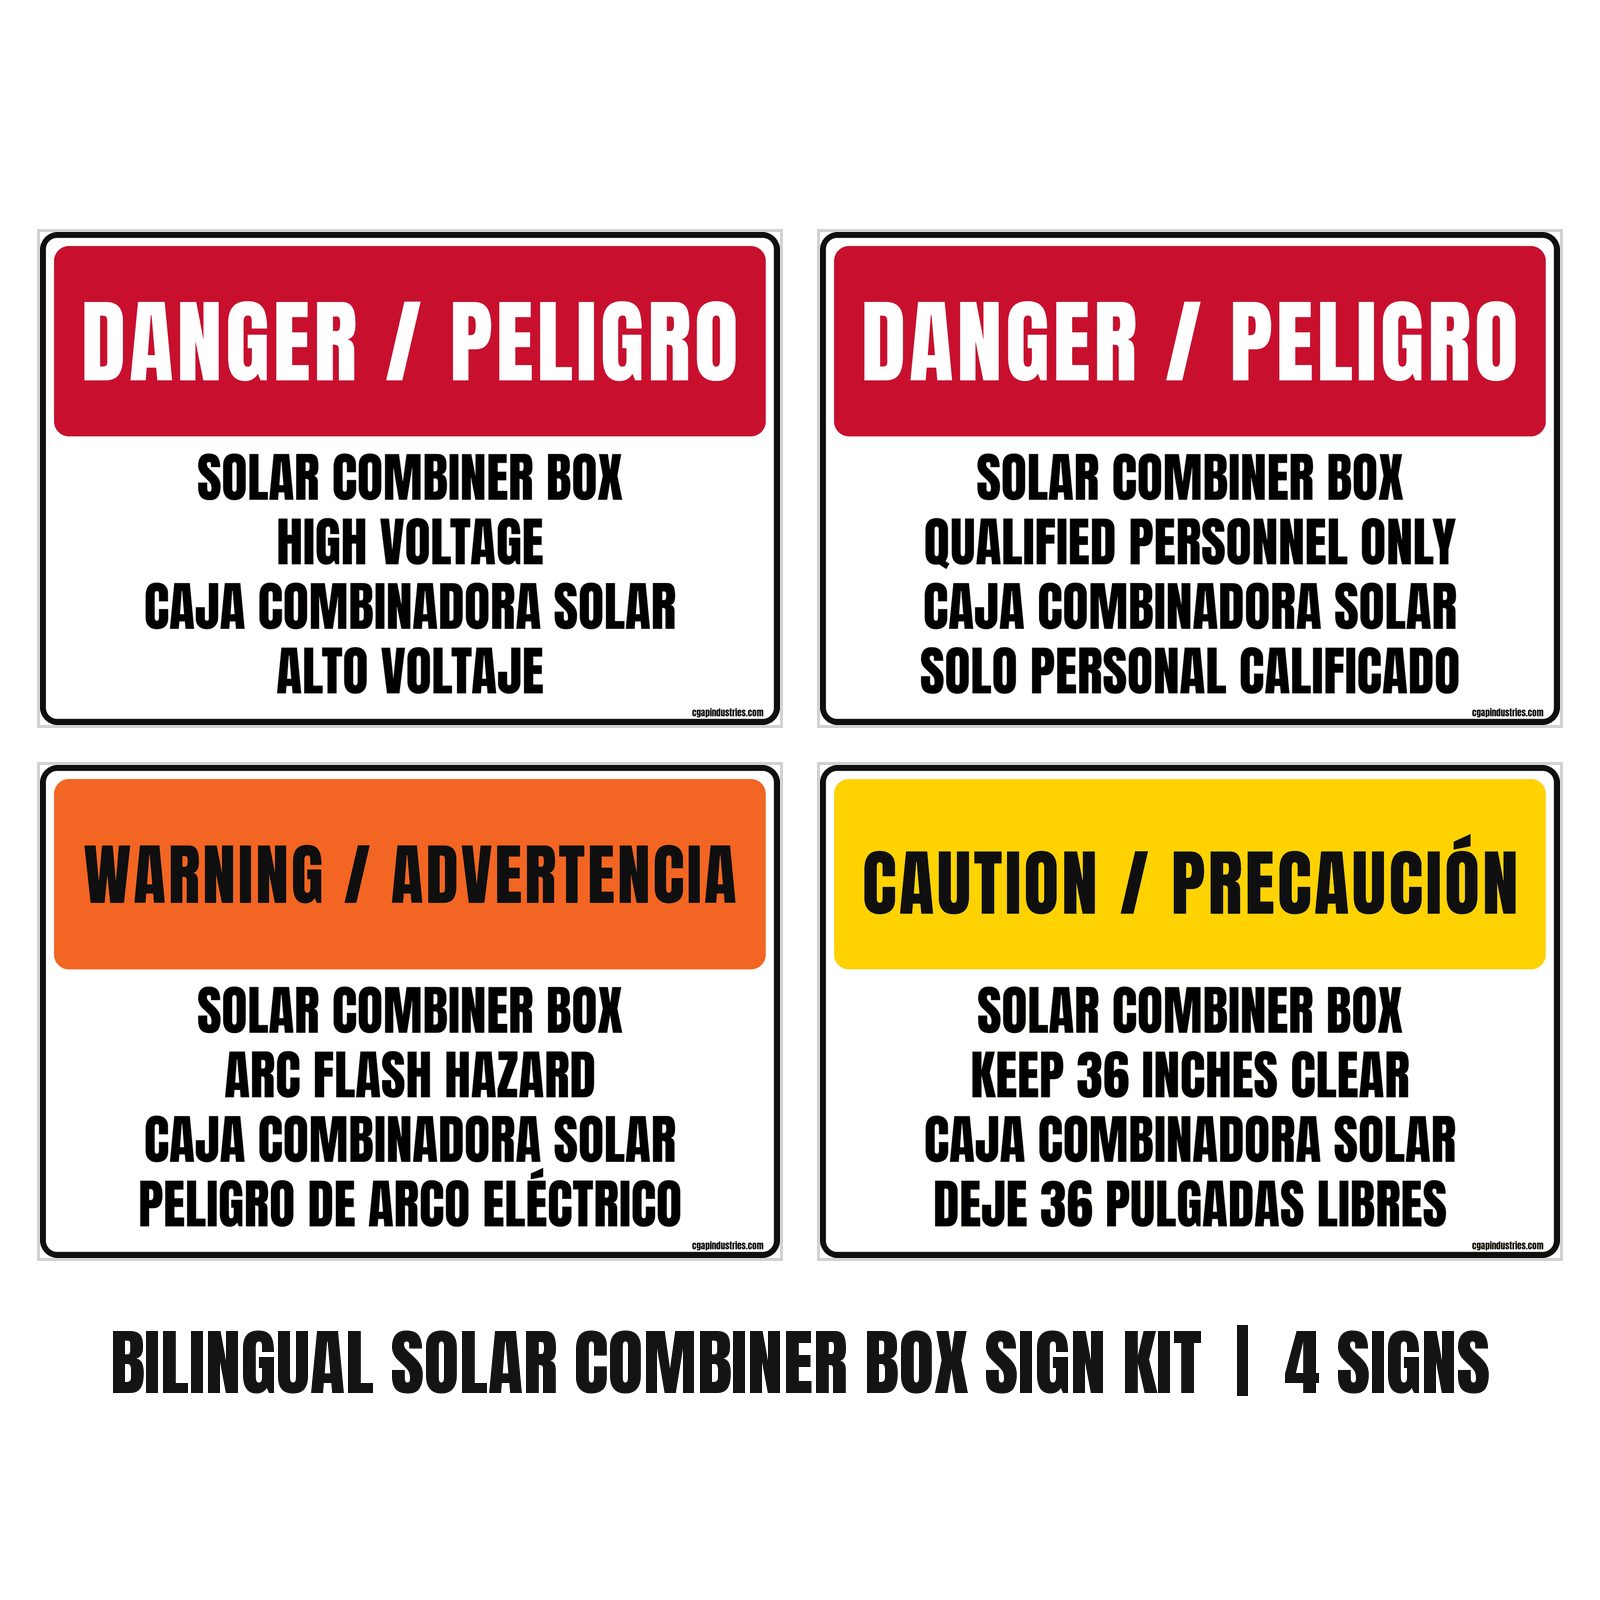 DANGER / PELIGRO
SOLAR COMBINER BOX
HIGH VOLTAGE
CAJA COMBINADORA SOLAR
ALTO VOLTAJE
cgapindustries.com
DANGER / PELIGRO
SOLAR COMBINER BOX
QUALIFIED PERSONNEL ONLY
CAJA COMBINADORA SOLAR
SOLO PERSONAL CALIFICADO
cgapindustries.com
WARNING / ADVERTENCIA
SOLAR COMBINER BOX
ARC FLASH HAZARD
CAJA COMBINADORA SOLAR
PELIGRO DE ARCO ELÉCTRICO
cgapindustries.com
CAUTION / PRECAUCIÓN
SOLAR COMBINER BOX
KEEP 36 INCHES CLEAR
CAJA COMBINADORA SOLAR
DEJE 36 PULGADAS LIBRES
cgapindustries.com
BILINGUAL SOLAR COMBINER BOX SIGN KIT | 4 SIGNS